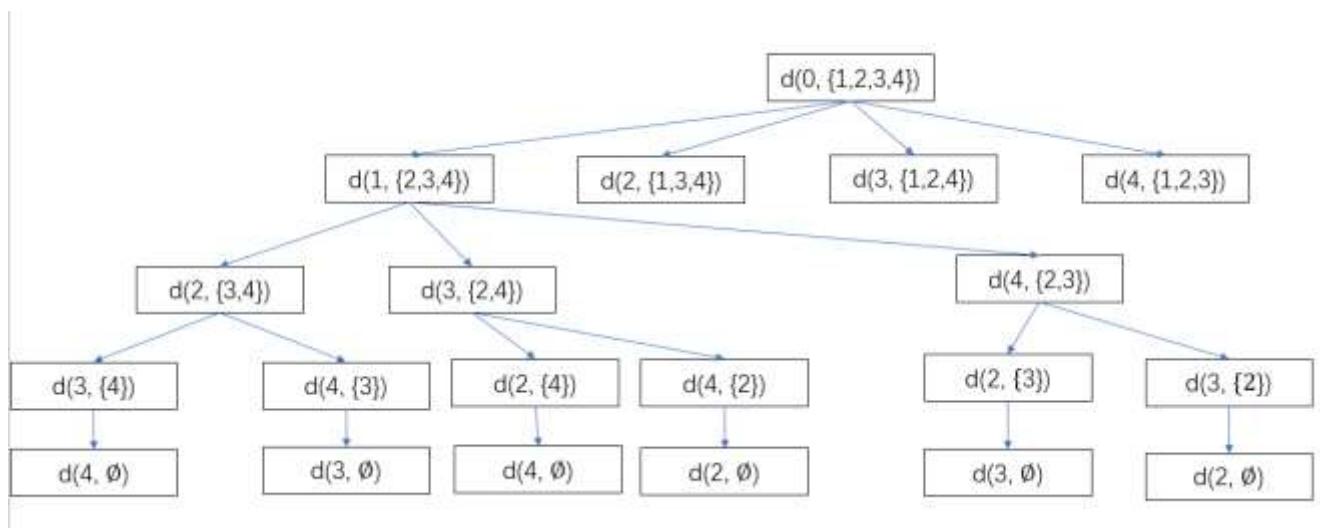 d(0, {1,2,3,4})
d(1, {2,3,4})
d(2, {1,3,4})
d(3, {1,2,4})
d(4, {1,2,3})
d(2, {3,4})
d(3, {2,4})
d(4, {2,3})
d(3, {4})
d(4, {3})
d(2, {4})
d(4, {2})
d(2, {3})
d(3, {2})
d(4, ∅)
d(3, ∅)
d(4, ∅)
d(2, ∅)
d(3, ∅)
d(2, ∅)